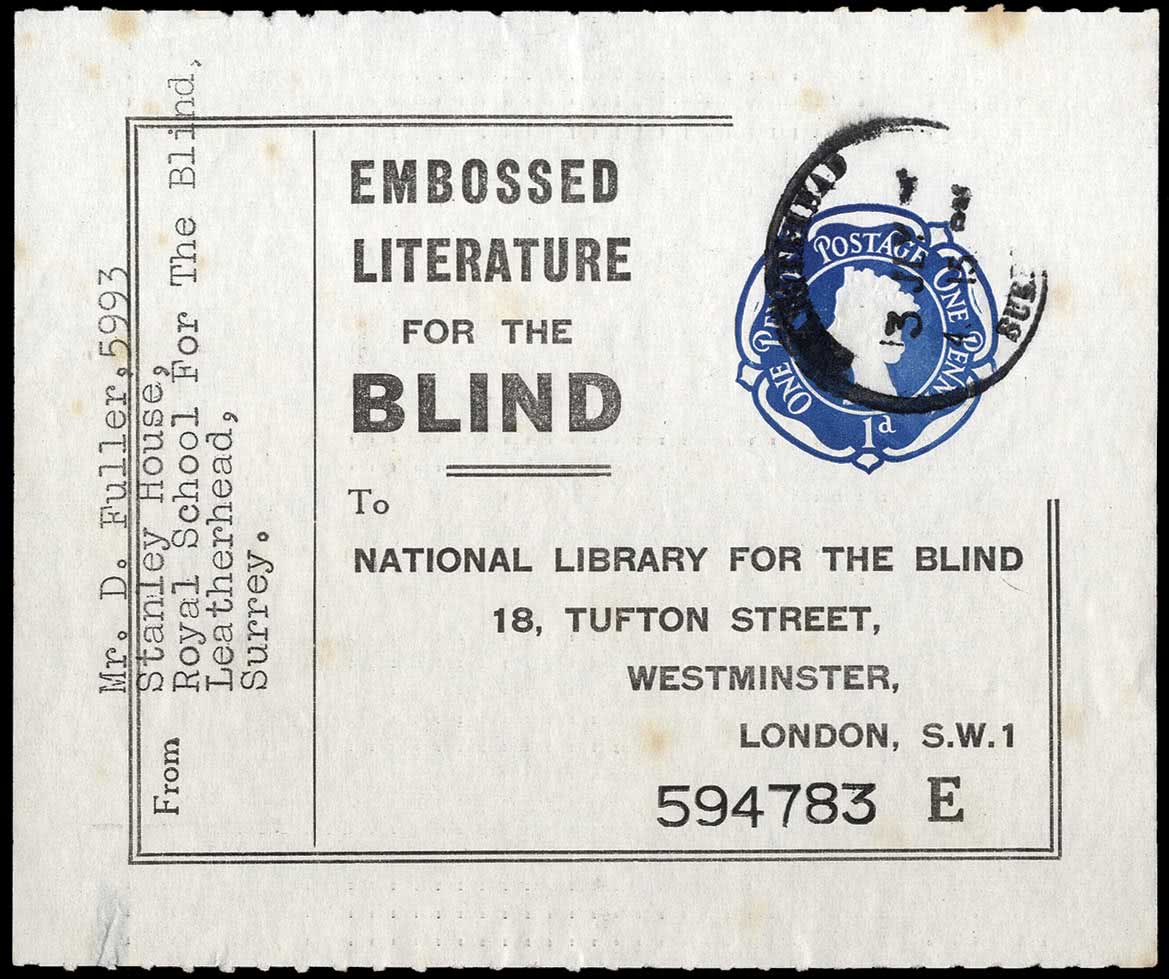 EMBOSSED
LITERATURE
FOR THE
BLIND
To
NATIONAL LIBRARY FOR THE BLIND
18, TUFTON STREET,
WESTMINSTER,
LONDON, S.W.1
594783 E
From
Mr. D. Fuller,5993
Stanley House,
Royal School For The Blind,
Leatherhead,
Surrey.
POSTAGE
ONE PENNY
ONE
1d